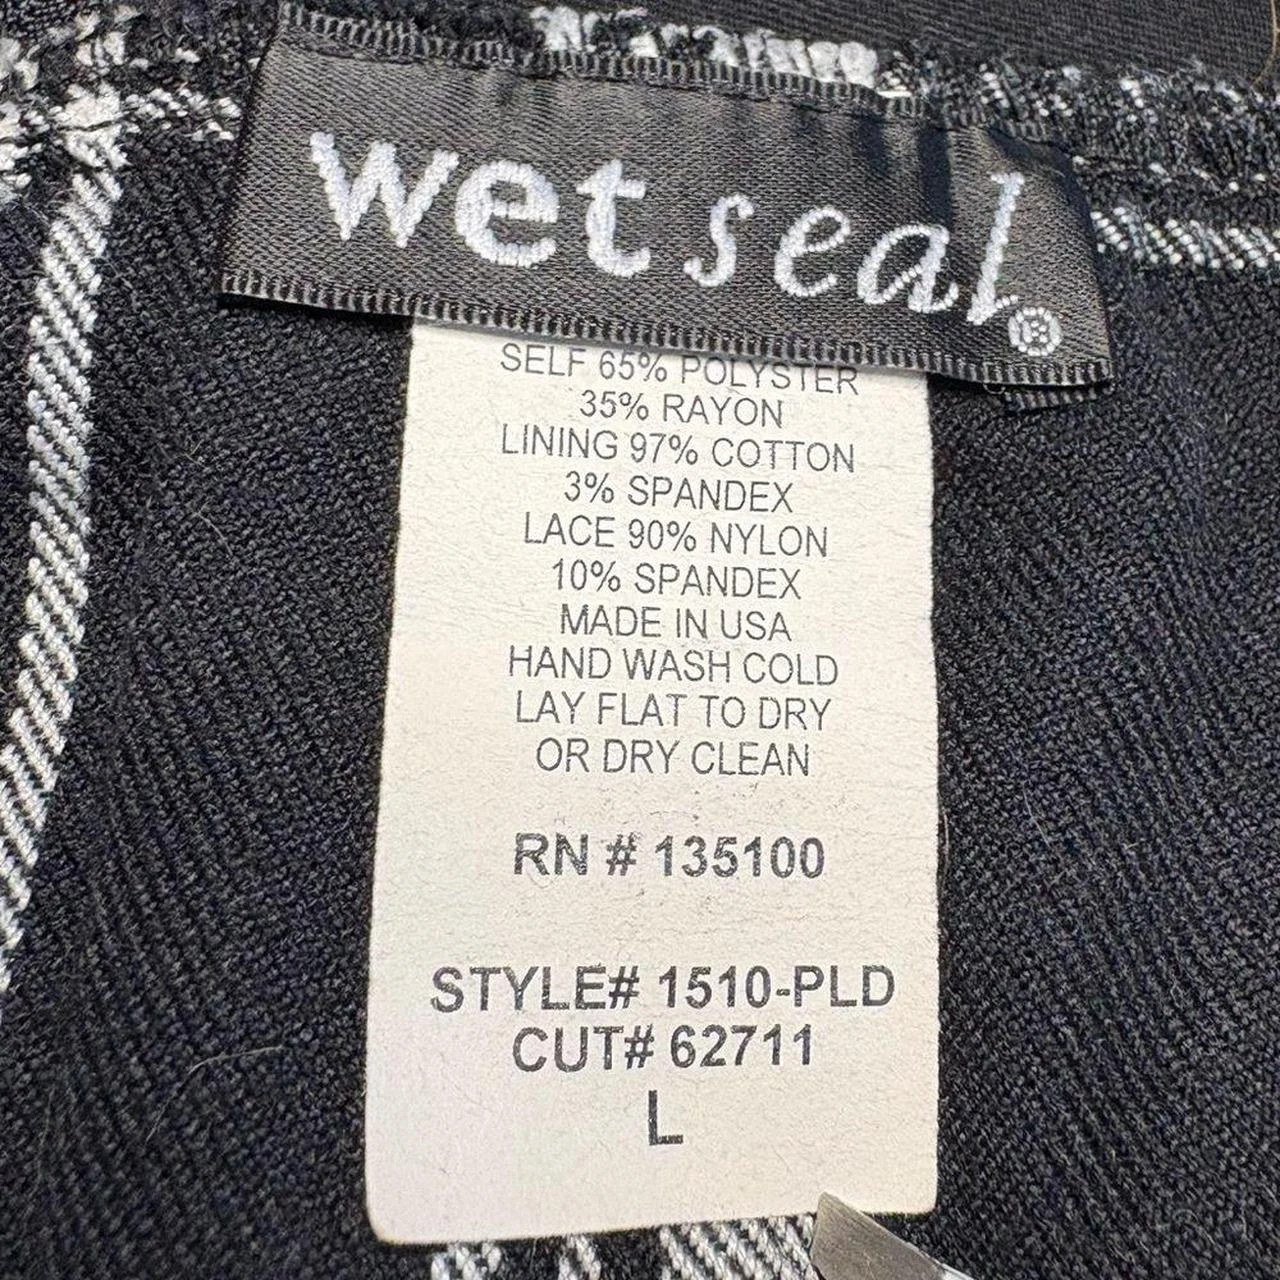 wet seal®
SELF 65% POLYSTER
35% RAYON
LINING 97% COTTON
3% SPANDEX
LACE 90% NYLON
10% SPANDEX
MADE IN USA
HAND WASH COLD
LAY FLAT TO DRY
OR DRY CLEAN
RN # 135100
STYLE# 1510-PLD
CUT# 62711
L